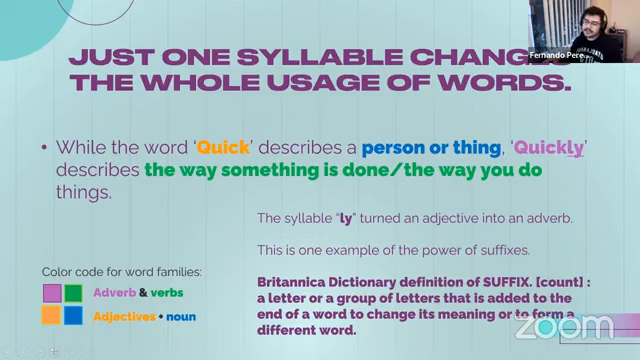 Fernando Pere...
JUST ONE SYLLABLE CHANGES
THE WHOLE USAGE OF WORDS.
• While the word ‘Quick’ describes a person or thing, ‘Quickly’
describes the way something is done/the way you do
things.
The syllable “ly” turned an adjective into an adverb.
This is one example of the power of suffixes.
Color code for word families:
Adverb & verbs
Adjectives + noun
Britannica Dictionary definition of SUFFIX. [count] :
a letter or a group of letters that is added to the
end of a word to change its meaning or to form a
different word.
zoom